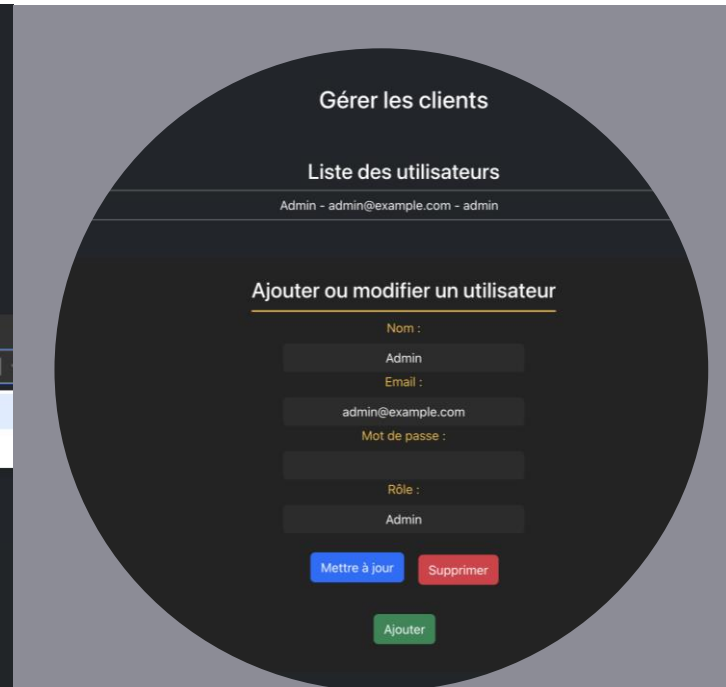 Gérer les clients
Liste des utilisateurs
Admin - admin@example.com - admin
Ajouter ou modifier un utilisateur
Nom :
Admin
Email :
admin@example.com
Mot de passe :
Rôle :
Admin
Mettre à jour Supprimer
Ajouter